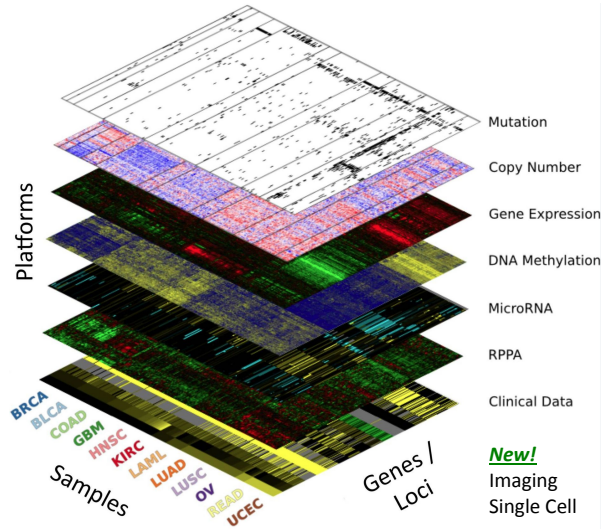 Mutation
Copy Number
Gene Expression
DNA Methylation
MicroRNA
RPPA
Clinical Data
Platforms
BRCA
BLCA
COAD
GBM
HNSC
KIRC
LAML
LUAD
LUSC
OV
READ
UCEC
Samples
Genes /
Loci
New!
Imaging
Single Cell